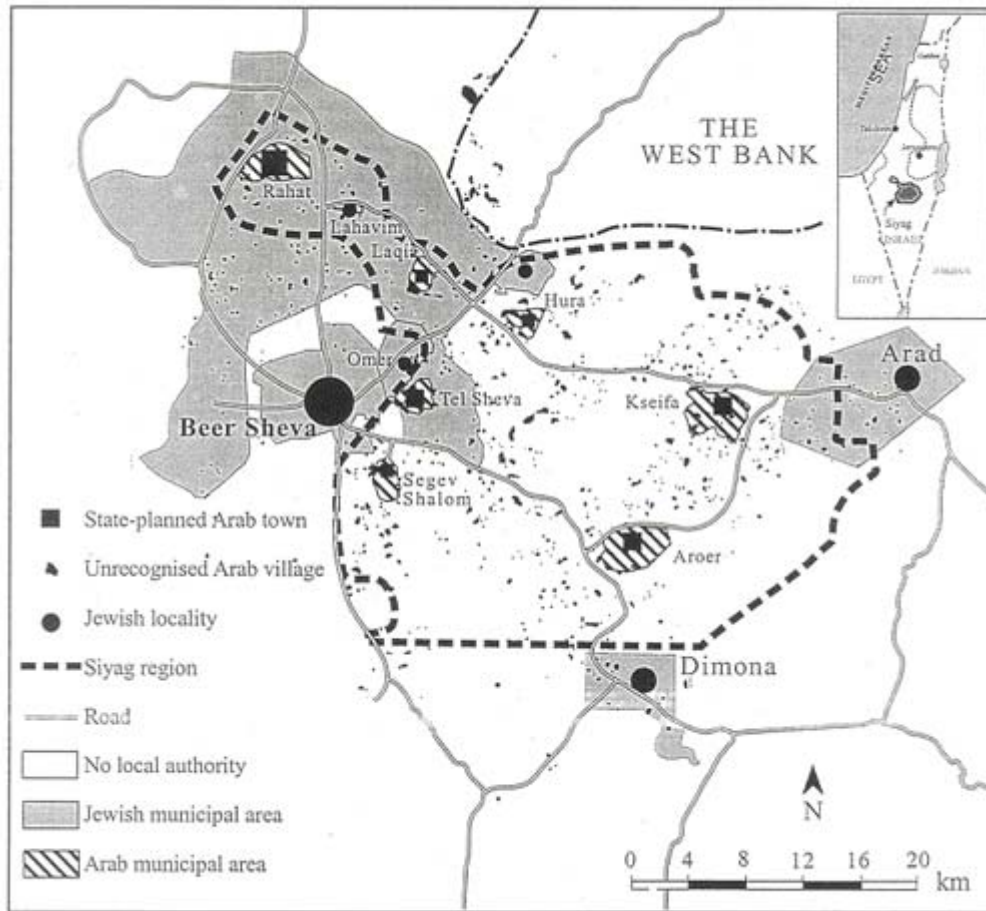 THE
WEST BANK
Rahat
Lahavim
Laqia
Hura
Omer
Tel Sheva
Beer Sheva
Kseifa
Arad
Segev
Shalom
Aroer
Dimona
State-planned Arab town
Unrecognised Arab village
Jewish locality
Siyag region
Road
No local authority
Jewish municipal area
Arab municipal area
N
0 4 8 12 16 20
km
SEA
Siyag
EGYPT